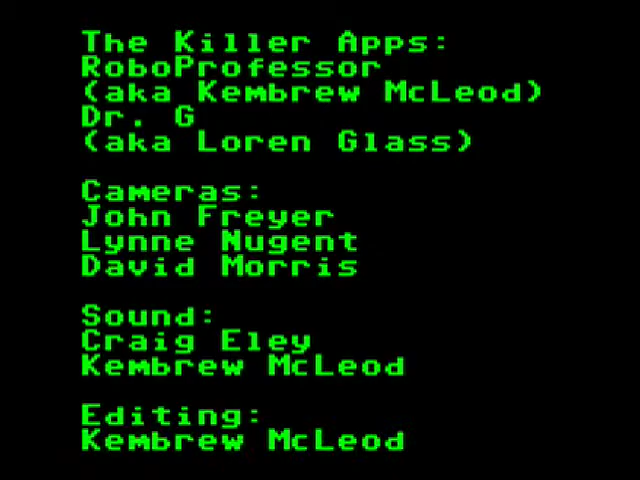 The Killer Apps:
RoboProfessor
(aka Kembrew McLeod)
Dr. G
(aka Loren Glass)
Cameras:
John Freyer
Lynne Nugent
David Morris
Sound:
Craig Eley
Kembrew McLeod
Editing:
Kembrew McLeod